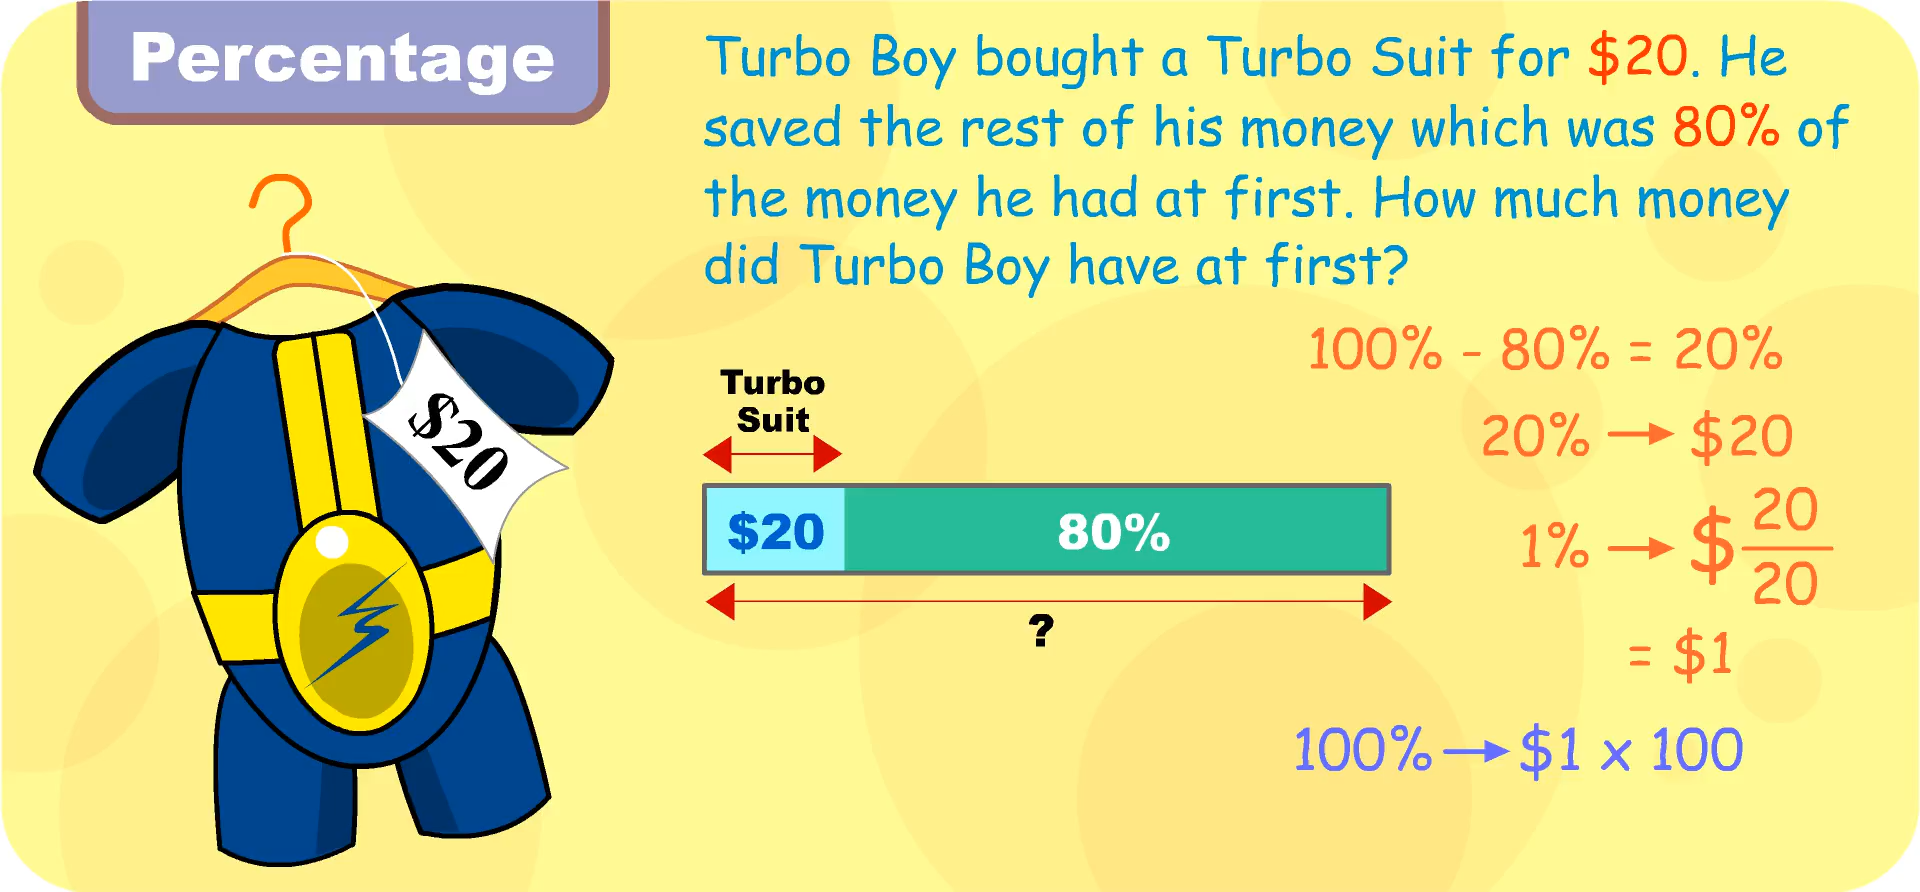 Percentage
Turbo Boy bought a Turbo Suit for $20. He
saved the rest of his money which was 80% of
the money he had at first. How much money
did Turbo Boy have at first?
$20
Turbo
Suit
$20 80%
?
100% - 80% = 20%
20% → $20
1% → $ 20/20
= $1
100% → $1 x 100